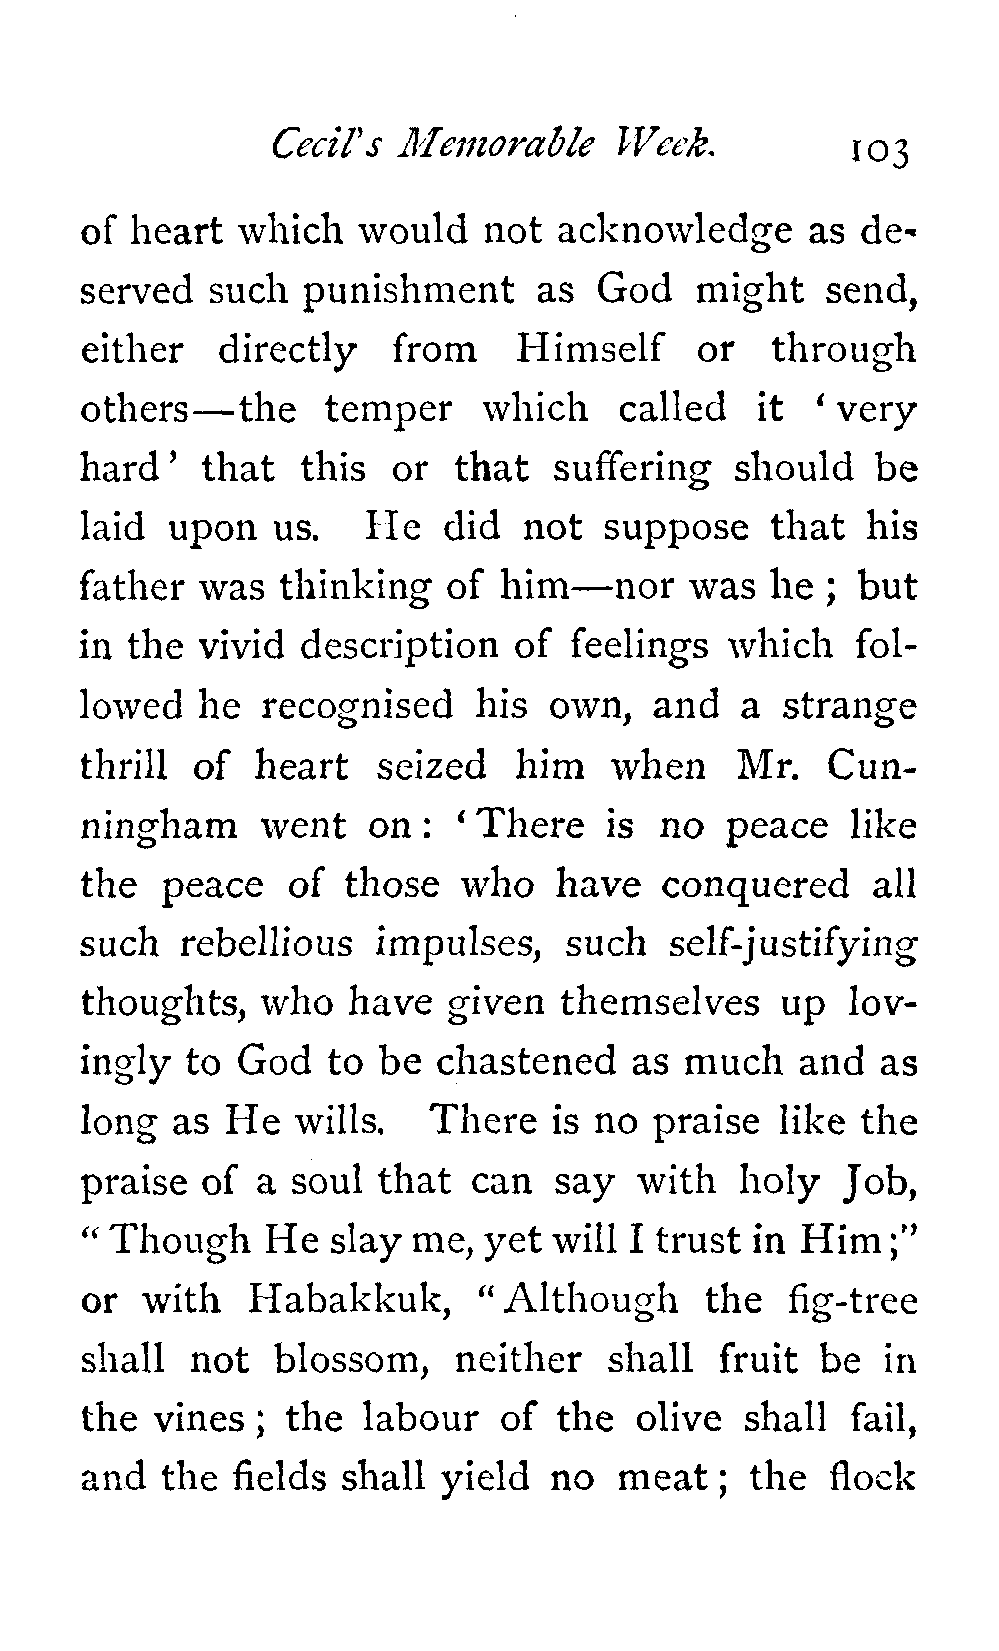 Cecil's Memorable Week. 103
of heart which would not acknowledge as de-
served such punishment as God might send,
either directly from Himself or through
others—the temper which called it ‘ very
hard ’ that this or that suffering should be
laid upon us. He did not suppose that his
father was thinking of him—nor was he ; but
in the vivid description of feelings which fol-
lowed he recognised his own, and a strange
thrill of heart seized him when Mr. Cun-
ningham went on : ‘ There is no peace like
the peace of those who have conquered all
such rebellious impulses, such self-justifying
thoughts, who have given themselves up lov-
ingly to God to be chastened as much and as
long as He wills. There is no praise like the
praise of a soul that can say with holy Job,
“ Though He slay me, yet will I trust in Him ;”
or with Habakkuk, “ Although the fig-tree
shall not blossom, neither shall fruit be in
the vines ; the labour of the olive shall fail,
and the fields shall yield no meat ; the flock